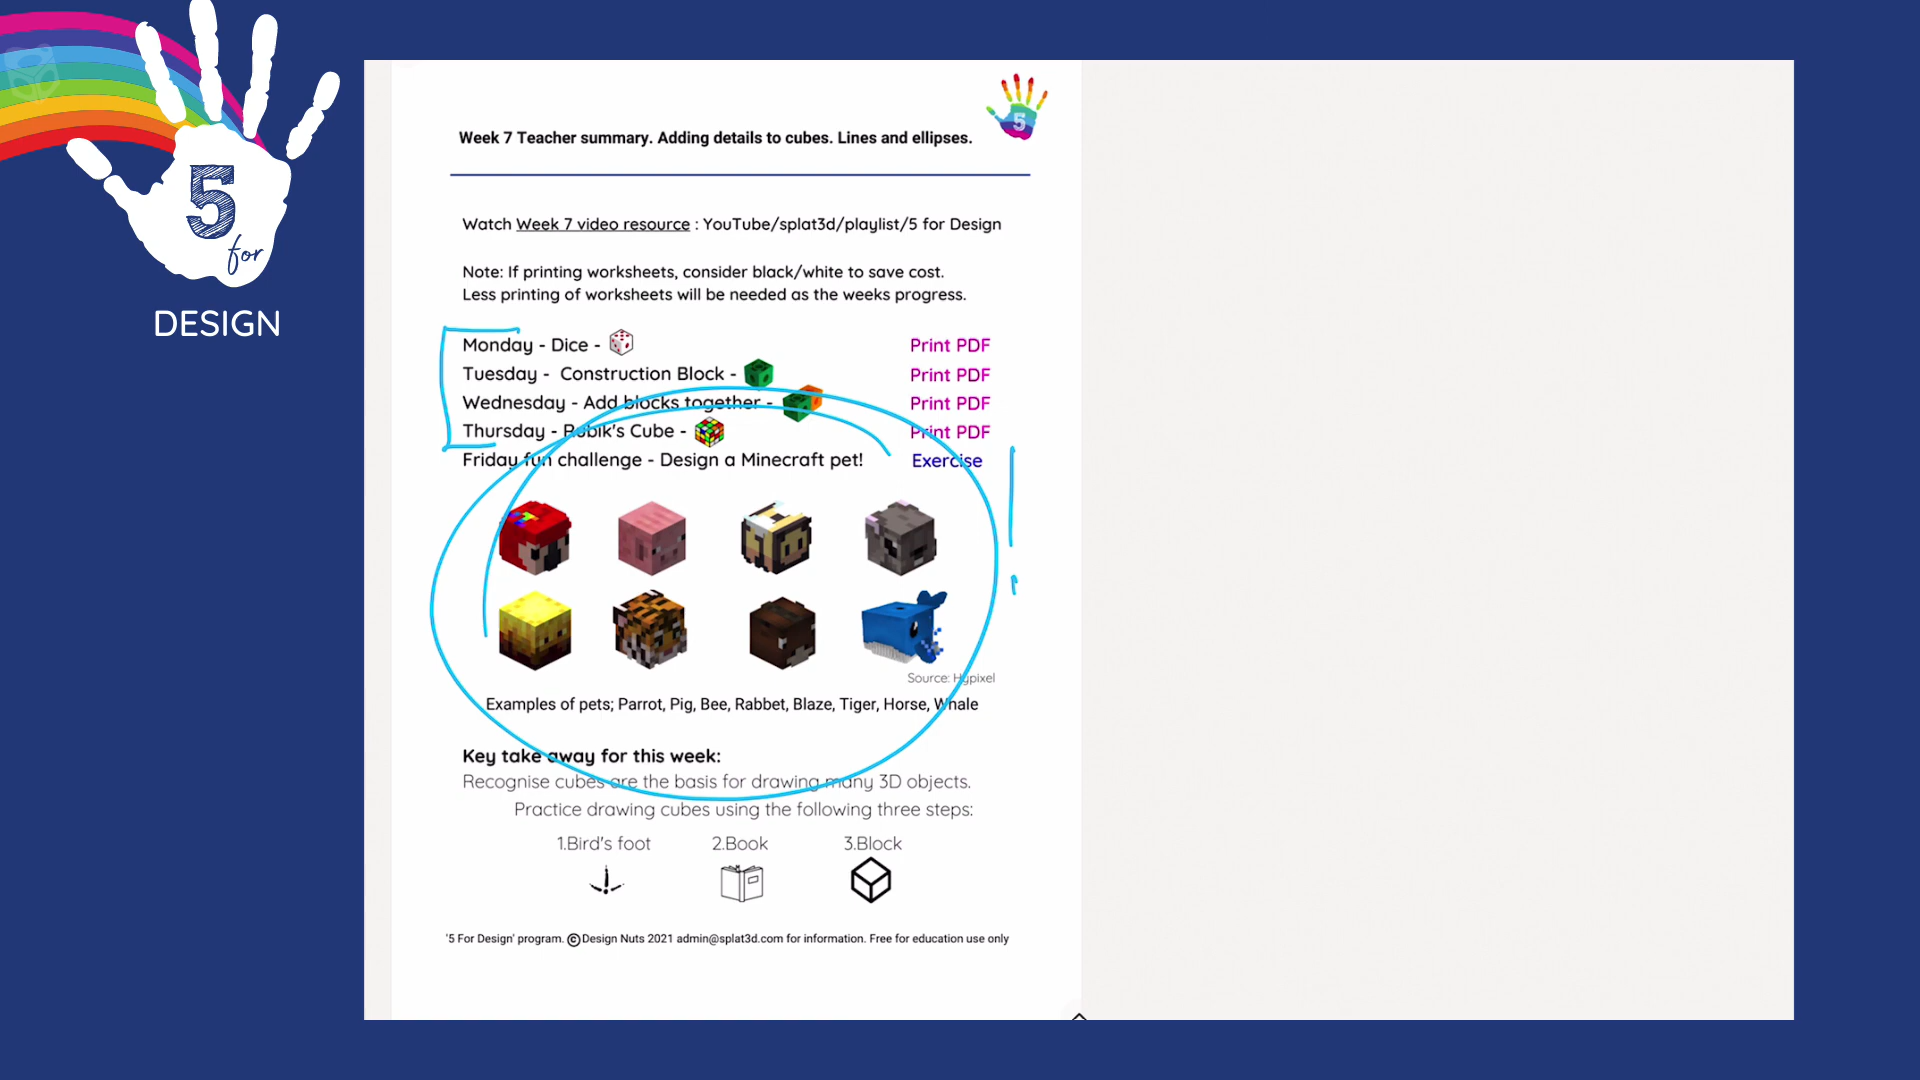 5
for
DESIGN
5
Week 7 Teacher summary. Adding details to cubes. Lines and ellipses.
Watch Week 7 video resource : YouTube/splat3d/playlist/5 for Design
Note: If printing worksheets, consider black/white to save cost.
Less printing of worksheets will be needed as the weeks progress.
Monday - Dice - Print PDF
Tuesday - Construction Block - Print PDF
Wednesday - Add blocks together - Print PDF
Thursday - Rubik's Cube - Print PDF
Friday fun challenge - Design a Minecraft pet! Exercise
Source: Hypixel
Examples of pets; Parrot, Pig, Bee, Rabbet, Blaze, Tiger, Horse, Whale
Key take away for this week:
Recognise cubes are the basis for drawing many 3D objects.
Practice drawing cubes using the following three steps:
1.Bird's foot 2.Book 3.Block
'5 For Design' program. ©Design Nuts 2021 admin@splat3d.com for information. Free for education use only